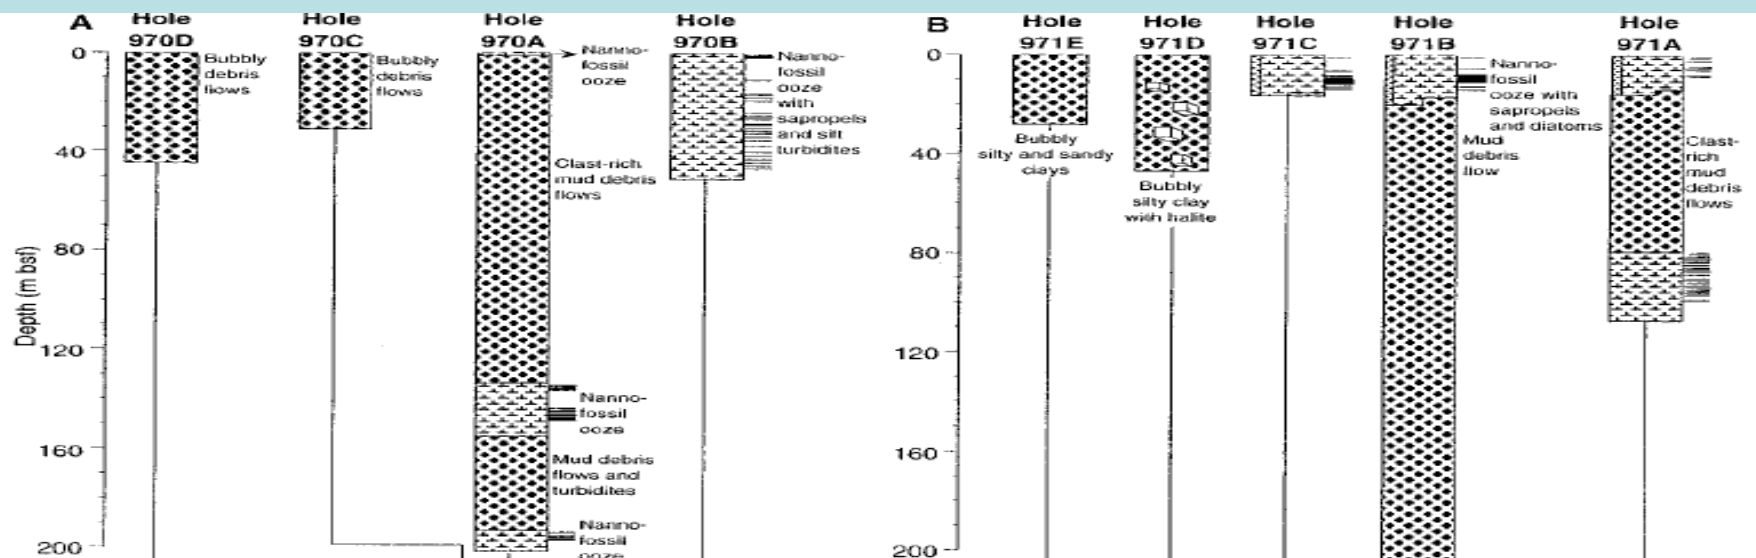 A
Hole
970D
Hole
970C
Hole
970A
Hole
970B
0
40
80
120
160
200
Depth (m bsf)
Bubbly
debris
flows
Bubbly
debris
flows
Nanno-
fossil
ooze
Clast-rich
mud debris
flows
Nanno-
fossil
ooze
Mud debris
flows and
turbidites
Nanno-
fossil
ooze
Nanno-
fossil
ooze
with
sapropels
and silt
turbidites
B
Hole
971E
Hole
971D
Hole
971C
Hole
971B
Hole
971A
0
40
80
120
160
200
Bubbly
silty and sandy
clays
Bubbly
silty clay
with halite
Nanno-
fossil
ooze with
sapropels
and diatoms
Mud
debris
flow
Clast-
rich
mud
debris
flows